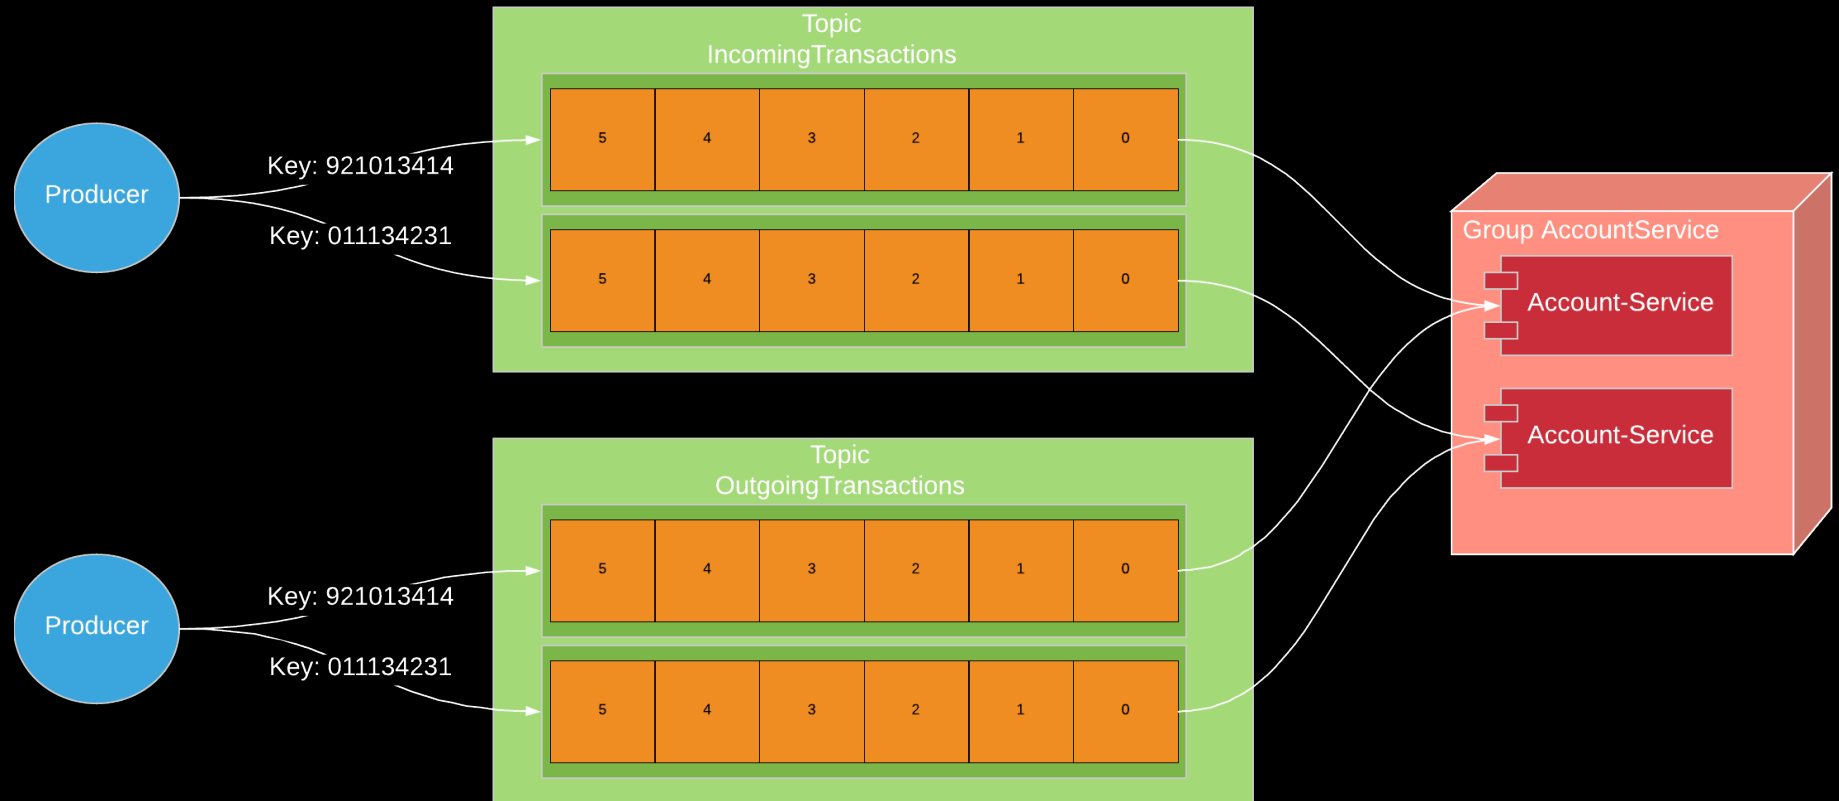 Topic
IncomingTransactions
5 4 3 2 1 0
Producer
Key: 921013414
Key: 011134231
5 4 3 2 1 0
Topic
OutgoingTransactions
5 4 3 2 1 0
Producer
Key: 921013414
Key: 011134231
5 4 3 2 1 0
Group AccountService
Account-Service
Account-Service